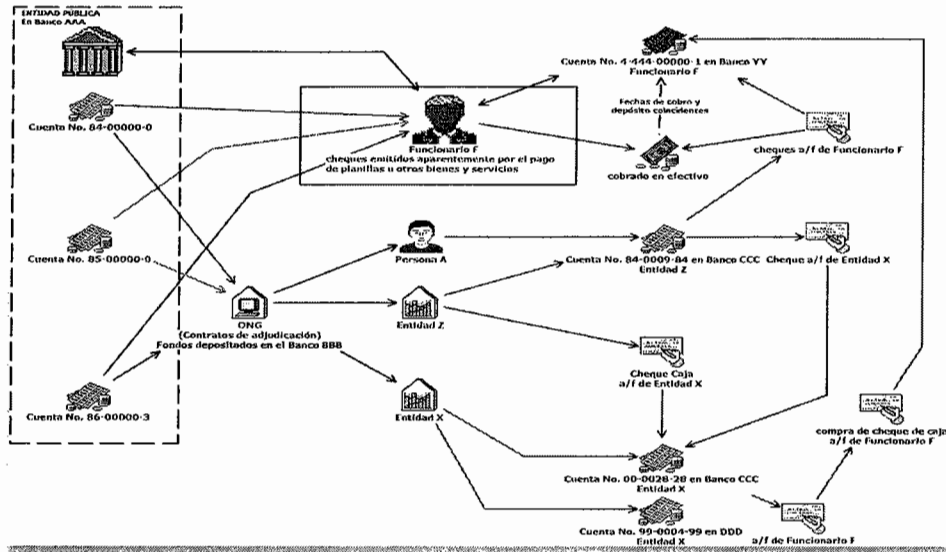 ENTIDAD PÚBLICA
En Banco AAA
Cuenta No. 84-00000-0
Cuenta No. 85-00000-0
Cuenta No. 86-00000-3
Funcionario F
cheques emitidos aparentemente por el pago
de planillas u otros bienes y servicios
Cuenta No. 4-444-00000-1 en Banco YY
Funcionario F
Fechas de cobro y
depósito coincidentes
cobrado en efectivo
cheques a/f de Funcionario F
Persona A
Cuenta No. 84-0009-84 en Banco CCC
Entidad Z
Cheque a/f de Entidad X
ONG
(Contratos de adjudicación)
Fondos depositados en el Banco BBB
Entidad Z
Cheque Caja
a/f de Entidad X
Entidad X
compra de cheque de caja
a/f de Funcionario F
Cuenta No. 00-0028-28 en Banco CCC
Entidad X
Cuenta No. 99-0004-99 en DDD
Entidad X
a/f de Funcionario F